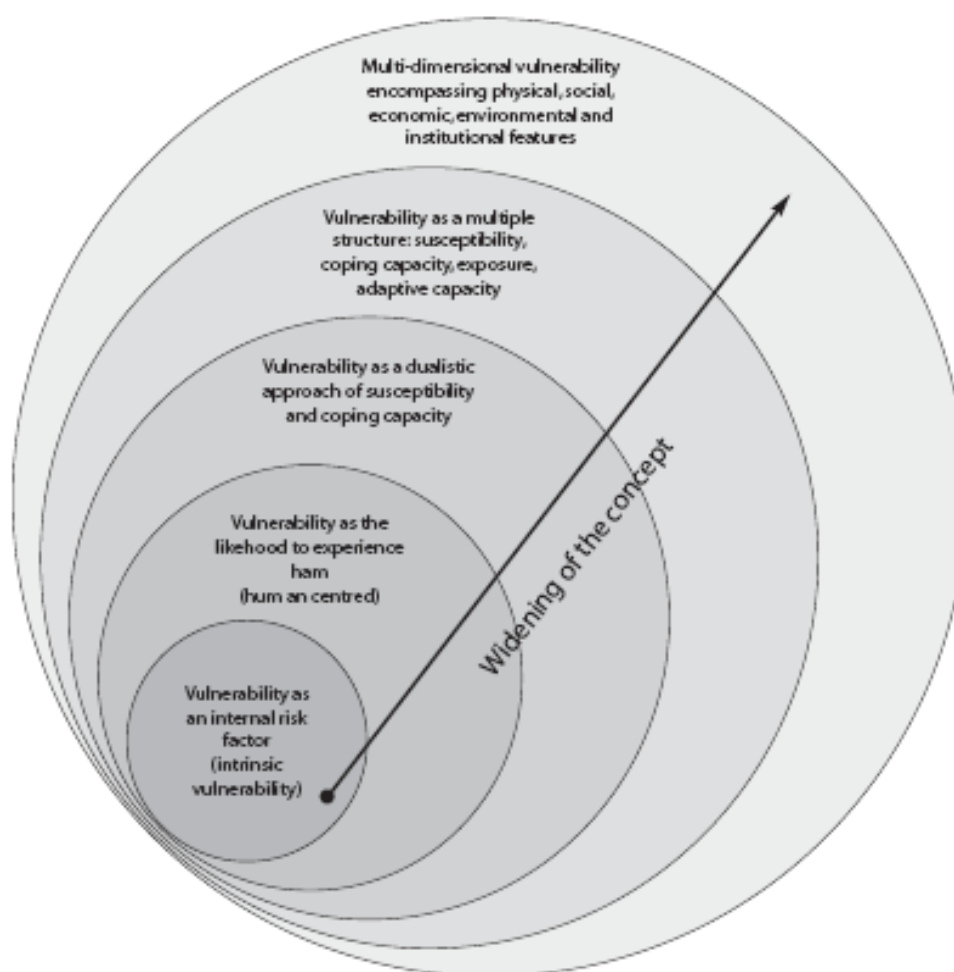 Multi-dimensional vulnerability
encompassing physical, social,
economic, environmental and
institutional features
Vulnerability as a multiple
structure: susceptibility,
coping capacity, exposure,
adaptive capacity
Vulnerability as a dualistic
approach of susceptibility
and coping capacity
Vulnerability as the
likehood to experience
ham
(hum an centred)
Vulnerability as
an internal risk
factor
(intrinsic
vulnerability)
Widening of the concept